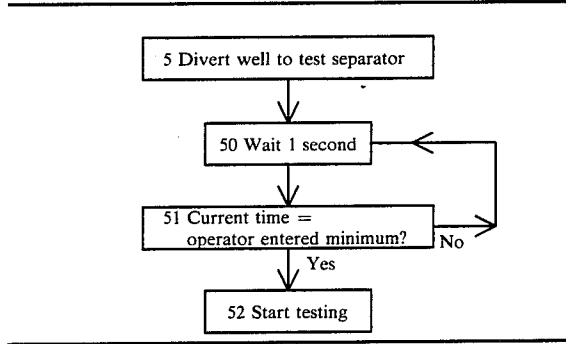 5 Divert well to test separator
50 Wait 1 second
51 Current time =
operator entered minimum?
No
Yes
52 Start testing